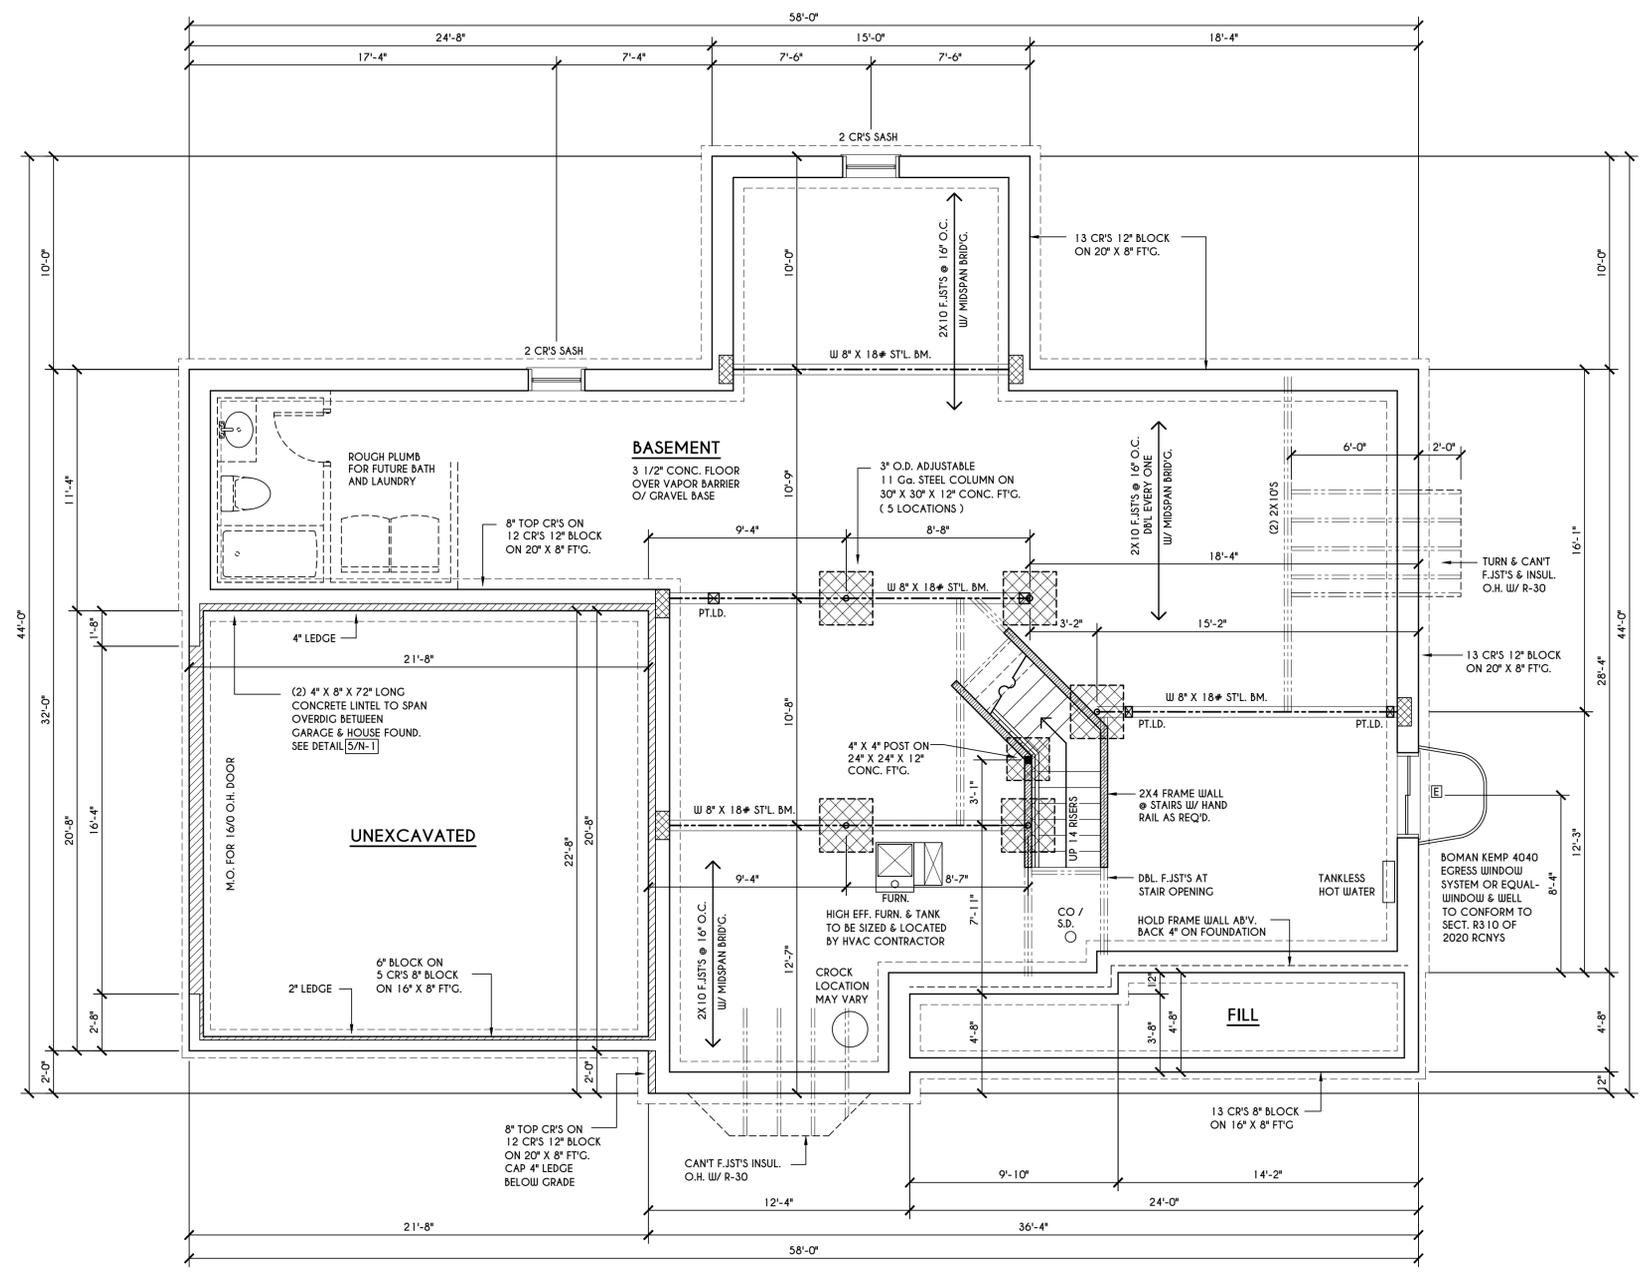 58'-0"
24'-8"
15'-0"
18'-4"
17'-4"
7'-4"
7'-6"
7'-6"
2 CR'S SASH
10'-0"
10'-0"
10'-0"
2X10 F.JST'S @ 16" O.C.
W/ MIDSPAN BRID'G.
13 CR'S 12" BLOCK
ON 20" X 8" FT'G.
2 CR'S SASH
W 8" X 18# ST'L. BM.
BASEMENT
3 1/2" CONC. FLOOR
OVER VAPOR BARRIER
O/ GRAVEL BASE
ROUGH PLUMB
FOR FUTURE BATH
AND LAUNDRY
3" O.D. ADJUSTABLE
11 Ga. STEEL COLUMN ON
30" X 30" X 12" CONC. FT'G.
( 5 LOCATIONS )
2X10 F.JST'S @ 16" O.C.
DB'L EVERY ONE
W/ MIDSPAN BRID'G.
(2) 2X10'S
6'-0"
2'-0"
11'-4"
10'-9"
16'-1"
8" TOP CR'S ON
12 CR'S 12" BLOCK
ON 20" X 8" FT'G.
9'-4"
8'-8"
18'-4"
TURN & CAN'T
F.JST'S & INSUL.
O.H. W/ R-30
W 8" X 18# ST'L. BM.
PT.LD.
44'-0"
44'-0"
1'-8"
4" LEDGE
3'-2"
15'-2"
21'-8"
13 CR'S 12" BLOCK
ON 20" X 8" FT'G.
28'-4"
32'-0"
(2) 4" X 8" X 72" LONG
CONCRETE LINTEL TO SPAN
OVERDIG BETWEEN
GARAGE & HOUSE FOUND.
SEE DETAIL 5/N-1
10'-8"
W 8" X 18# ST'L. BM.
PT.LD.
PT.LD.
4" X 4" POST ON
24" X 24" X 12"
CONC. FT'G.
3'-1"
2X4 FRAME WALL
@ STAIRS W/ HAND
RAIL AS REQ'D.
E
W 8" X 18# ST'L. BM.
UP 14 RISERS
M.O. FOR 16/0 O.H. DOOR
UNEXCAVATED
20'-8"
16'-4"
22'-8"
20'-8"
12'-3"
8'-4"
BOMAN KEMP 4040
EGRESS WINDOW
SYSTEM OR EQUAL-
WINDOW & WELL
TO CONFORM TO
SECT. R310 OF
2020 RCNYS
9'-4"
8'-7"
FURN.
7'-11"
DBL. F.JST'S AT
STAIR OPENING
TANKLESS
HOT WATER
HIGH EFF. FURN. & TANK
TO BE SIZED & LOCATED
BY HVAC CONTRACTOR
CO /
S.D.
HOLD FRAME WALL AB'V.
BACK 4" ON FOUNDATION
2X10 F.JST'S @ 16" O.C.
W/ MIDSPAN BRID'G.
12'-7"
6" BLOCK ON
5 CR'S 8" BLOCK
ON 16" X 8" FT'G.
2" LEDGE
CROCK
LOCATION
MAY VARY
12"
FILL
2'-8"
4'-8"
3'-8"
4'-8"
4'-8"
2'-0"
2'-0"
12"
13 CR'S 8" BLOCK
ON 16" X 8" FT'G
8" TOP CR'S ON
12 CR'S 12" BLOCK
ON 20" X 8" FT'G.
CAP 4" LEDGE
BELOW GRADE
CAN'T F.JST'S INSUL.
O.H. W/ R-30
9'-10"
14'-2"
12'-4"
24'-0"
21'-8"
36'-4"
58'-0"